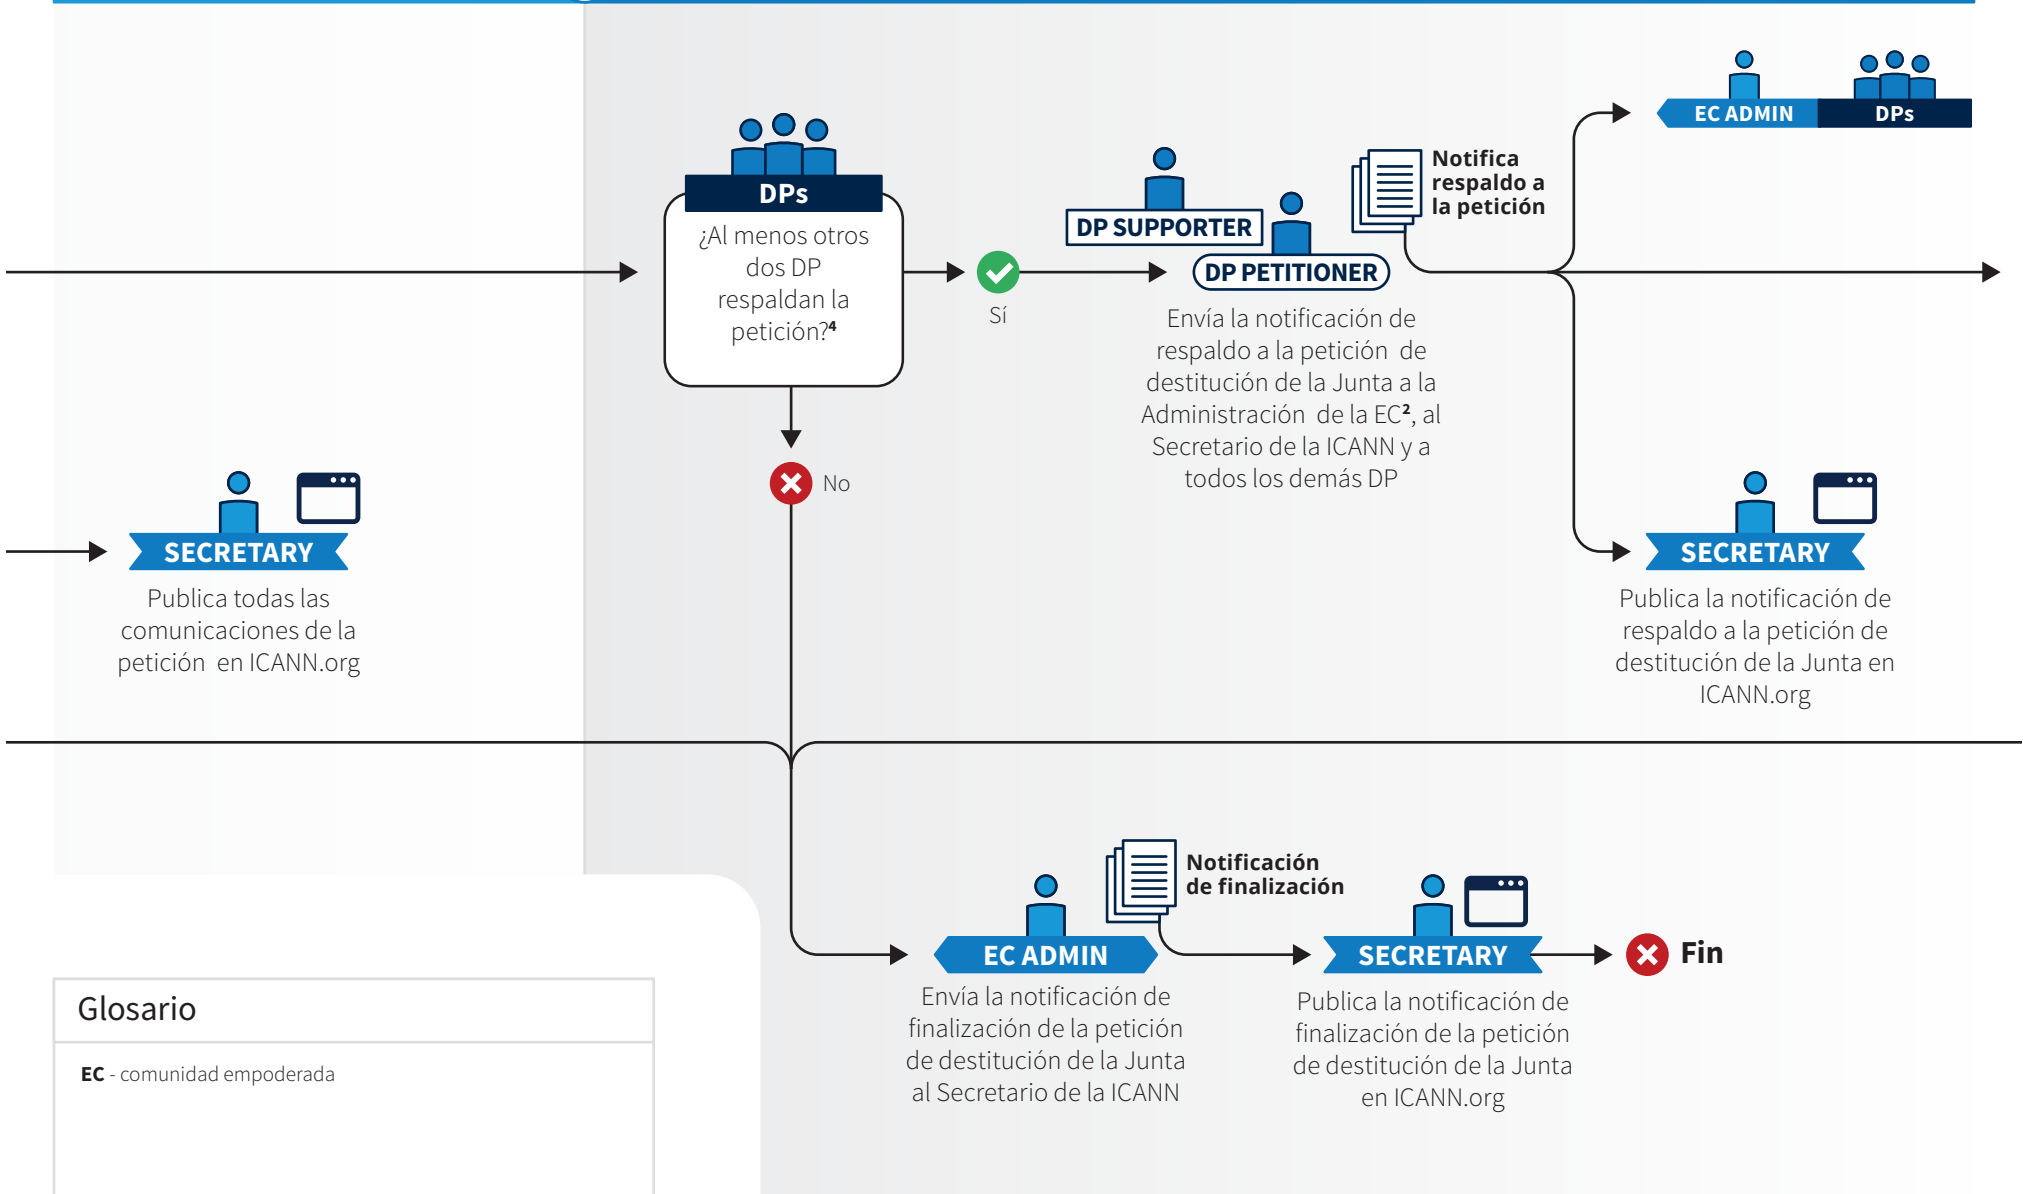 EC ADMIN
DPs
DPs
¿Al menos otros
dos DP
respaldan la
petición?4
Sí
No
DP SUPPORTER
DP PETITIONER
Envía la notificación de
respaldo a la petición de
destitución de la Junta a la
Administración de la EC2, al
Secretario de la ICANN y a
todos los demás DP
Notifica
respaldo a
la petición
SECRETARY
Publica todas las
comunicaciones de la
petición en ICANN.org
SECRETARY
Publica la notificación de
respaldo a la petición de
destitución de la Junta en
ICANN.org
EC ADMIN
Envía la notificación de
finalización de la petición
de destitución de la Junta
al Secretario de la ICANN
Notificación
de finalización
SECRETARY
Publica la notificación de
finalización de la petición
de destitución de la Junta
en ICANN.org
Fin
Glosario
EC - comunidad empoderada